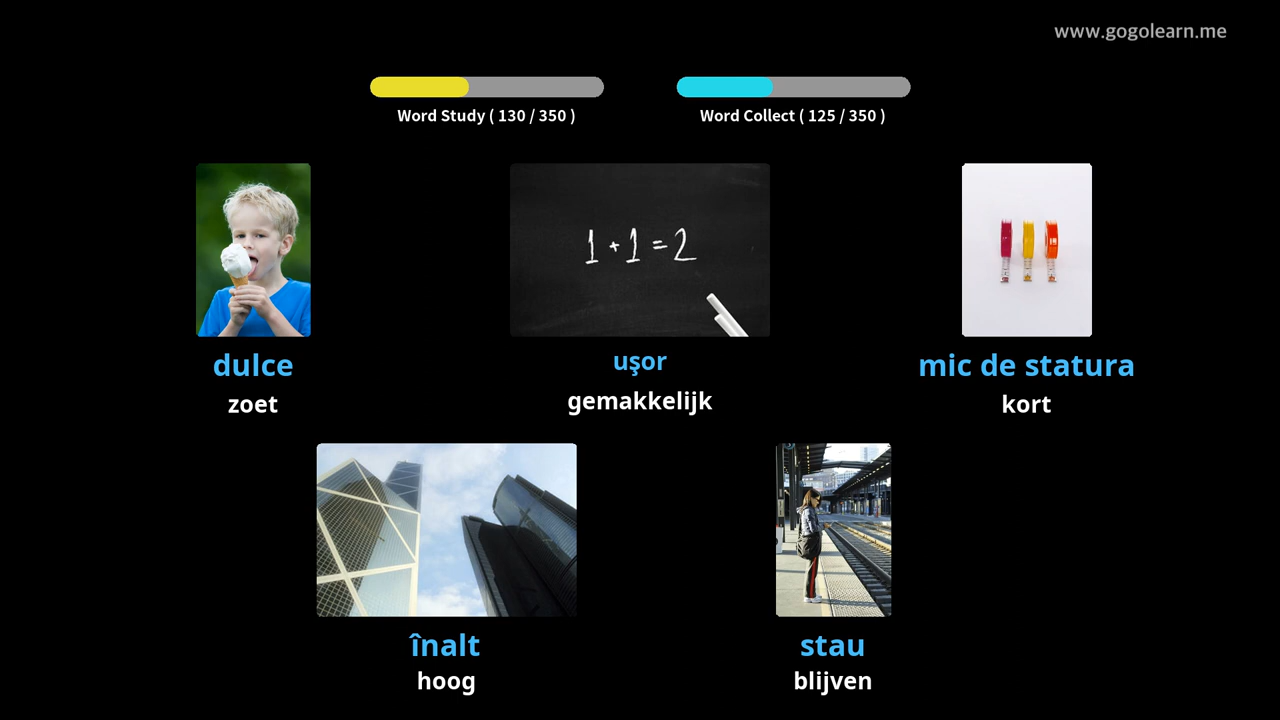 www.gogolearn.me
Word Study ( 130 / 350 )
Word Collect ( 125 / 350 )
1 + 1 = 2
dulce
uşor
mic de statura
zoet
gemakkelijk
kort
înalt
stau
hoog
blijven